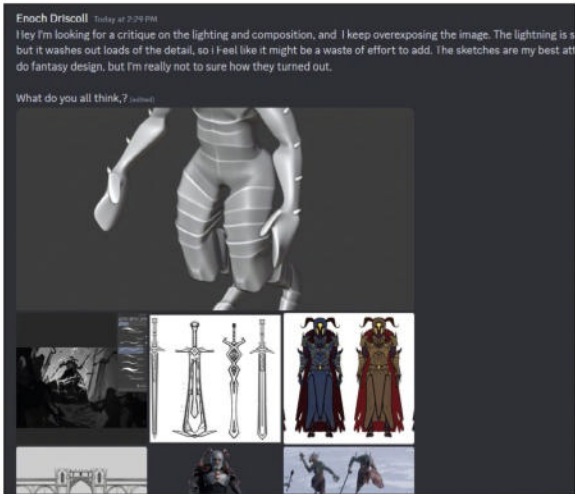 Enoch Driscoll Today at 2:29 PM
Hey I'm looking for a critique on the lighting and composition, and I keep overexposing the image. The lightning is s
but it washes out loads of the detail, so i Feel like it might be a waste of effort to add. The sketches are my best att
do fantasy design, but I'm really not to sure how they turned out.
What do you all think,? (edited)